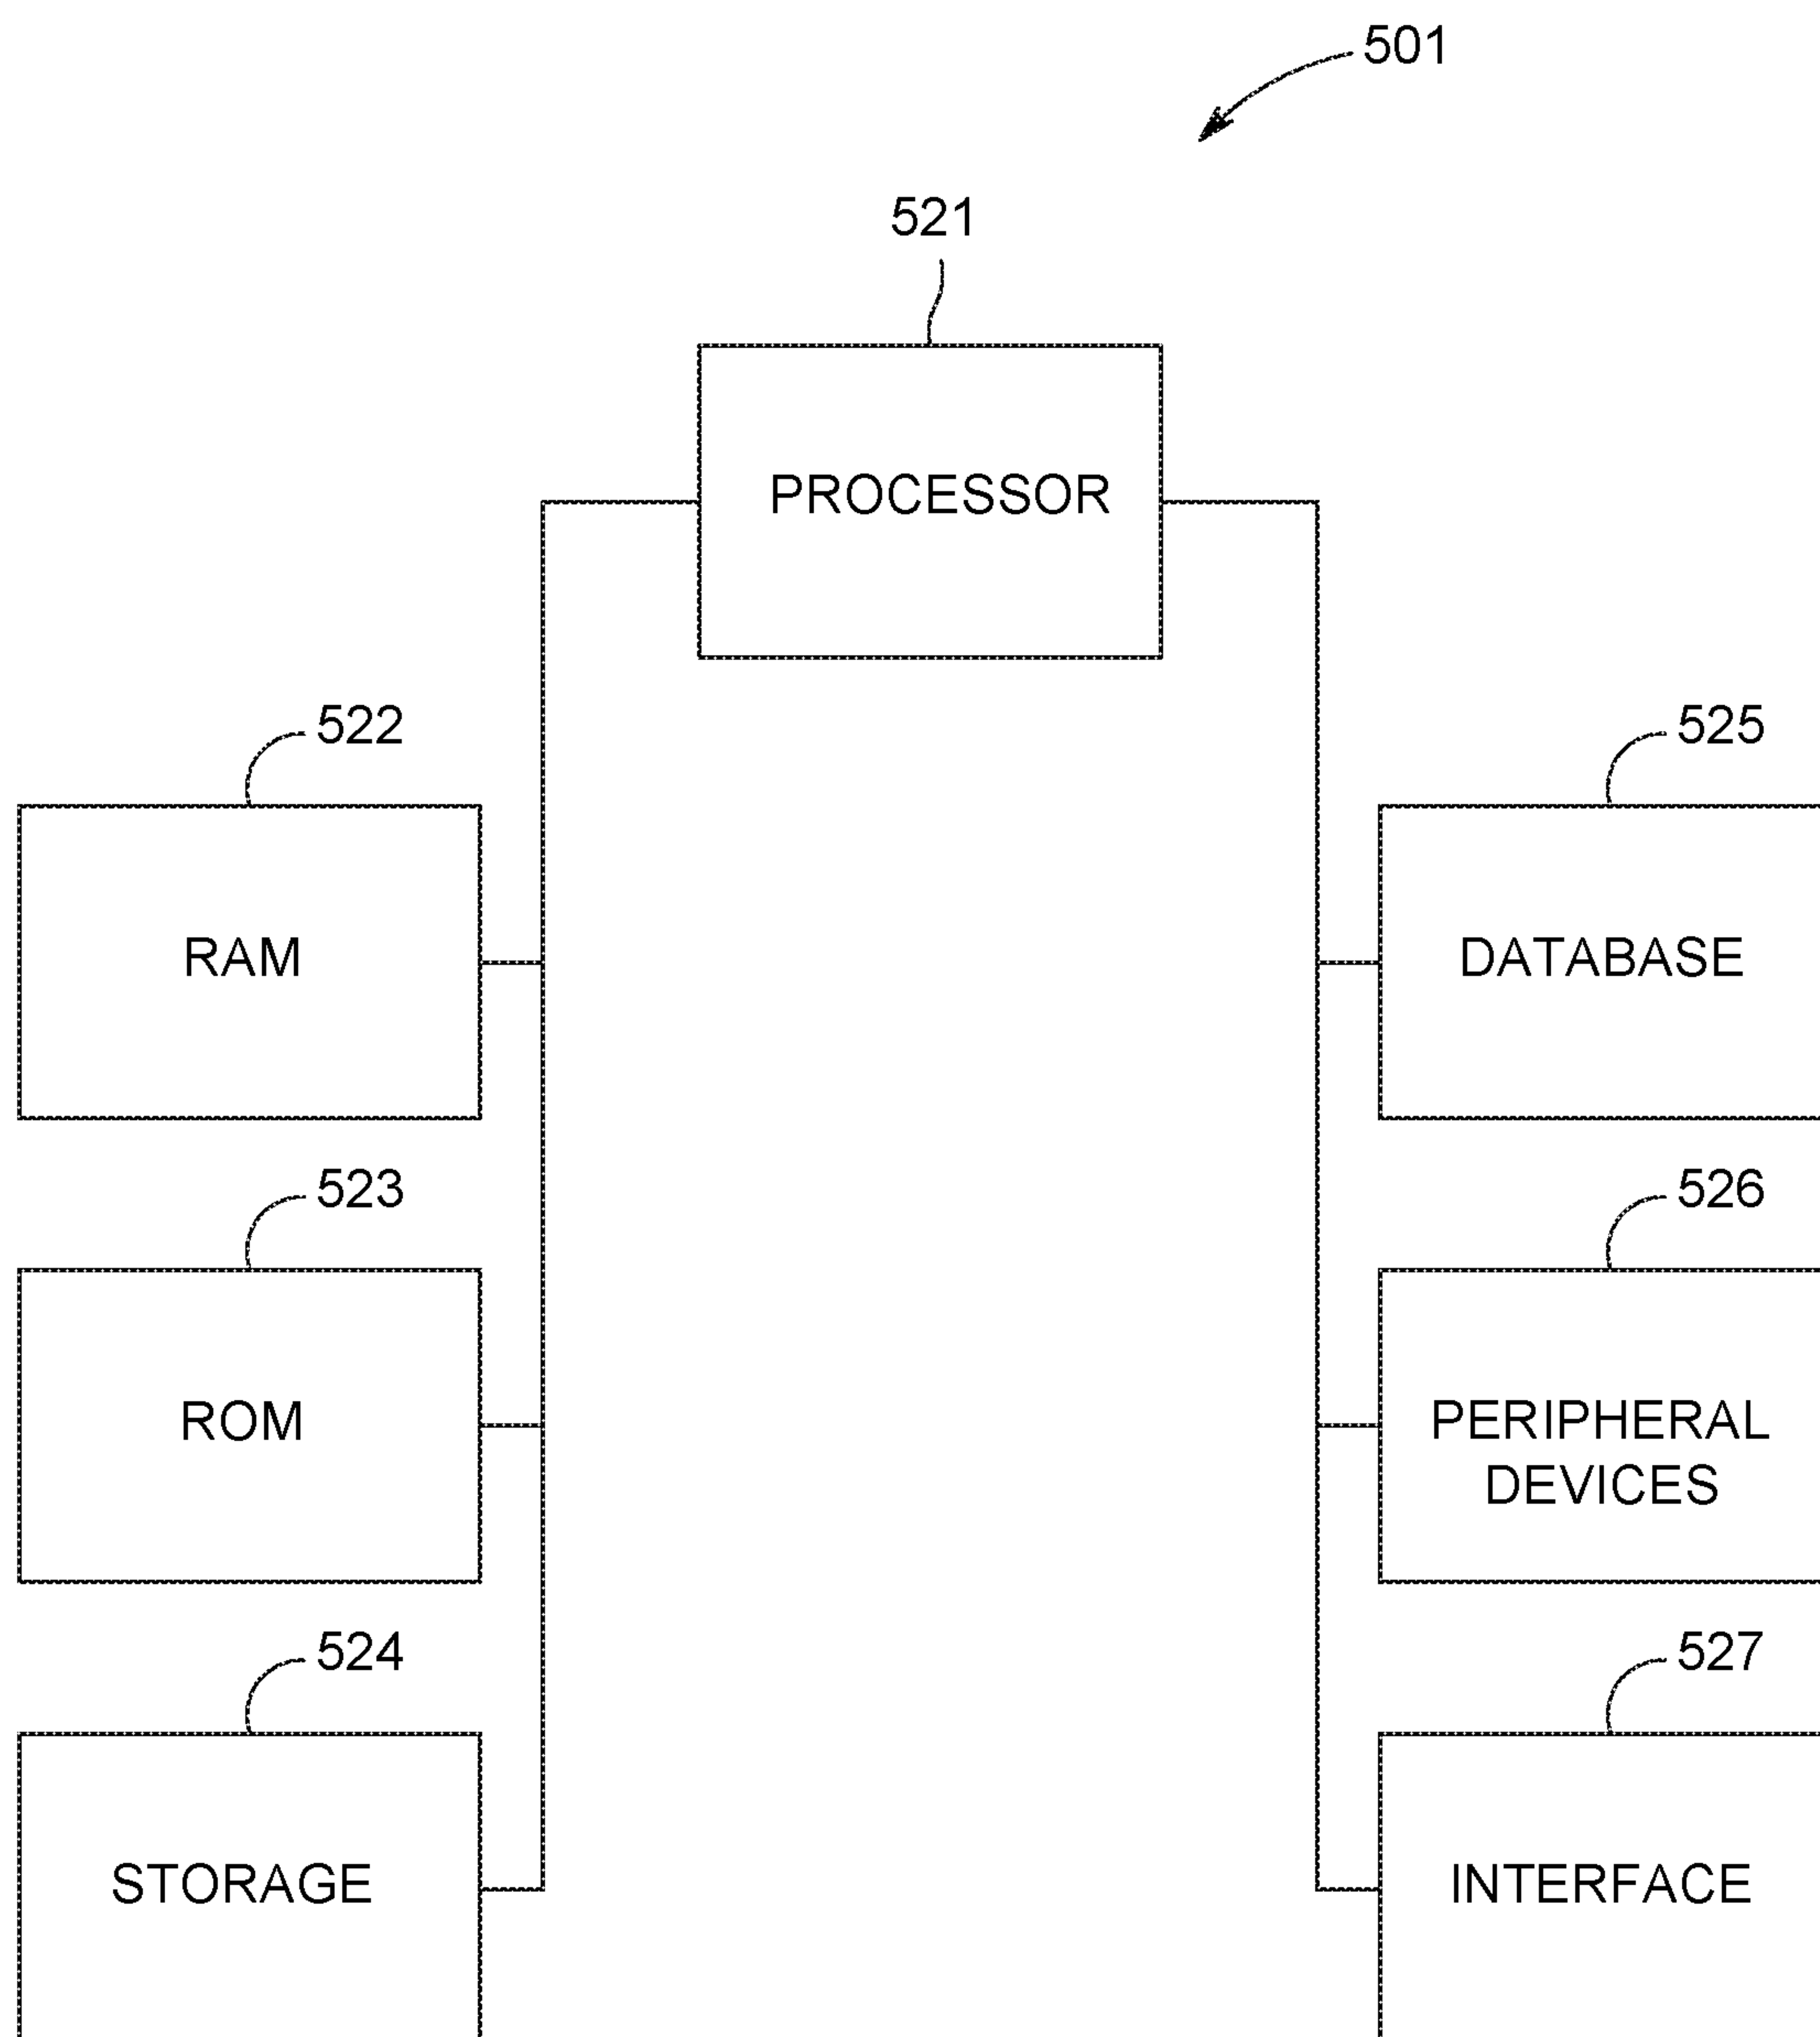 501
521
PROCESSOR
522
525
RAM
DATABASE
523
526
ROM
PERIPHERAL
DEVICES
524
527
STORAGE
INTERFACE